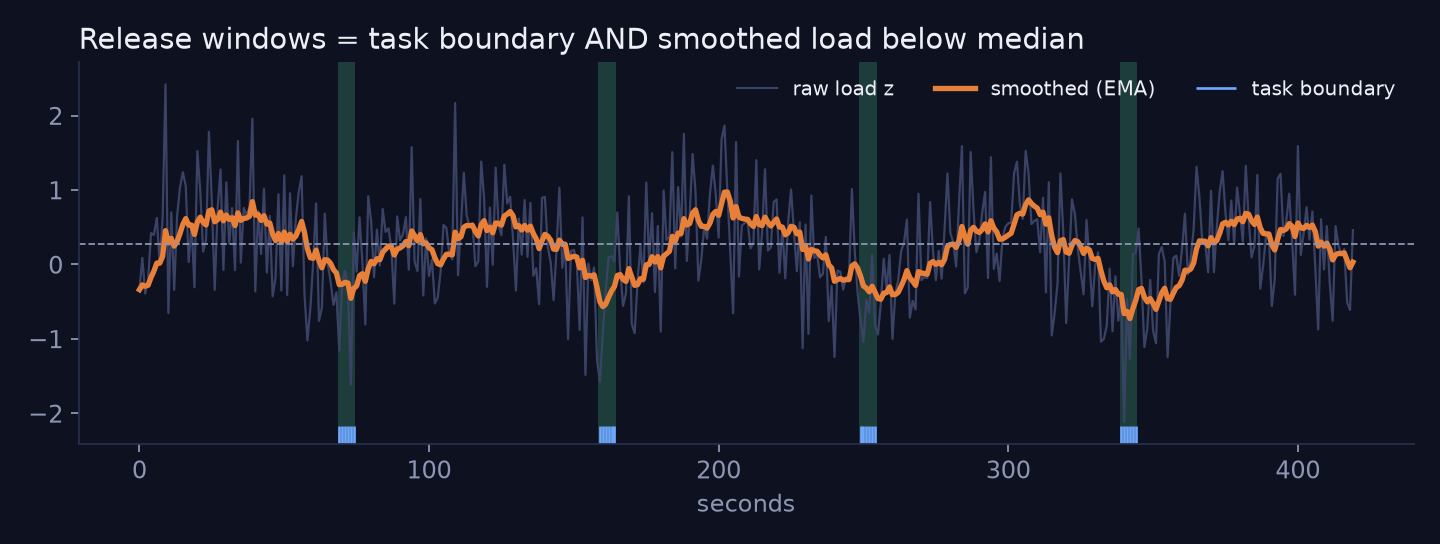 Release windows = task boundary AND smoothed load below median
raw load z
smoothed (EMA)
task boundary
2
1
0
−1
−2
0
100
200
300
400
seconds